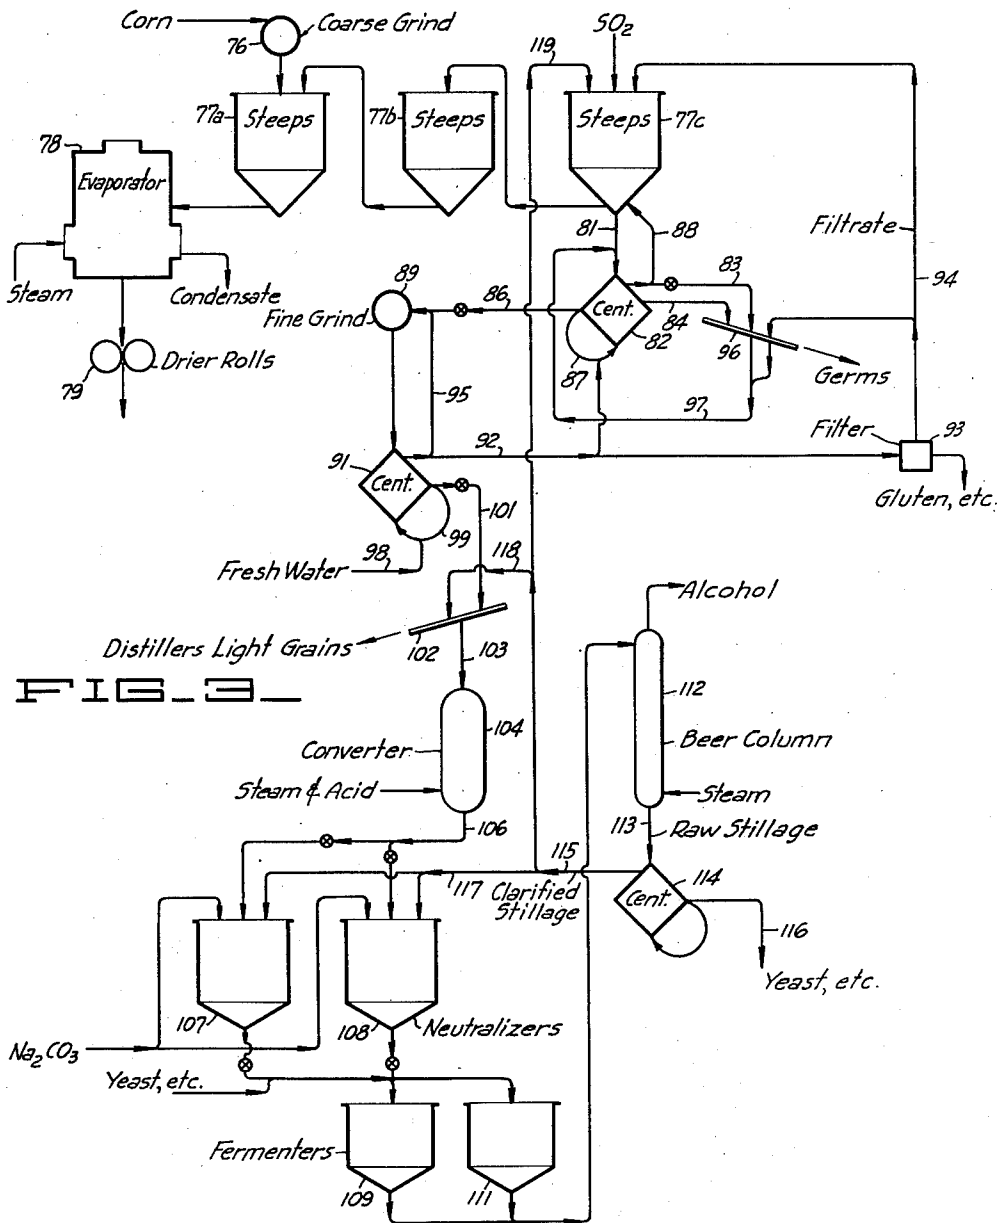 Corn
Coarse Grind
76
SO2
119
77a
Steeps
77b
Steeps
Steeps
77c
78
Evaporator
Steam
Condensate
79
Drier Rolls
81
88
Filtrate
94
83
84
Cent.
82
86
87
96
Germs
89
Fine Grind
95
97
92
Filter
93
Gluten, etc.
91
Cent.
101
99
98
Fresh Water
118
Distillers Light Grains
102
103
Alcohol
FIG_3_
104
Converter
Steam & Acid
106
112
Beer Column
Steam
113
Raw Stillage
115
117
Clarified
Stillage
Cent.
114
116
Yeast, etc.
107
108
Neutralizers
Na2CO3
Yeast, etc.
Fermenters
109
111